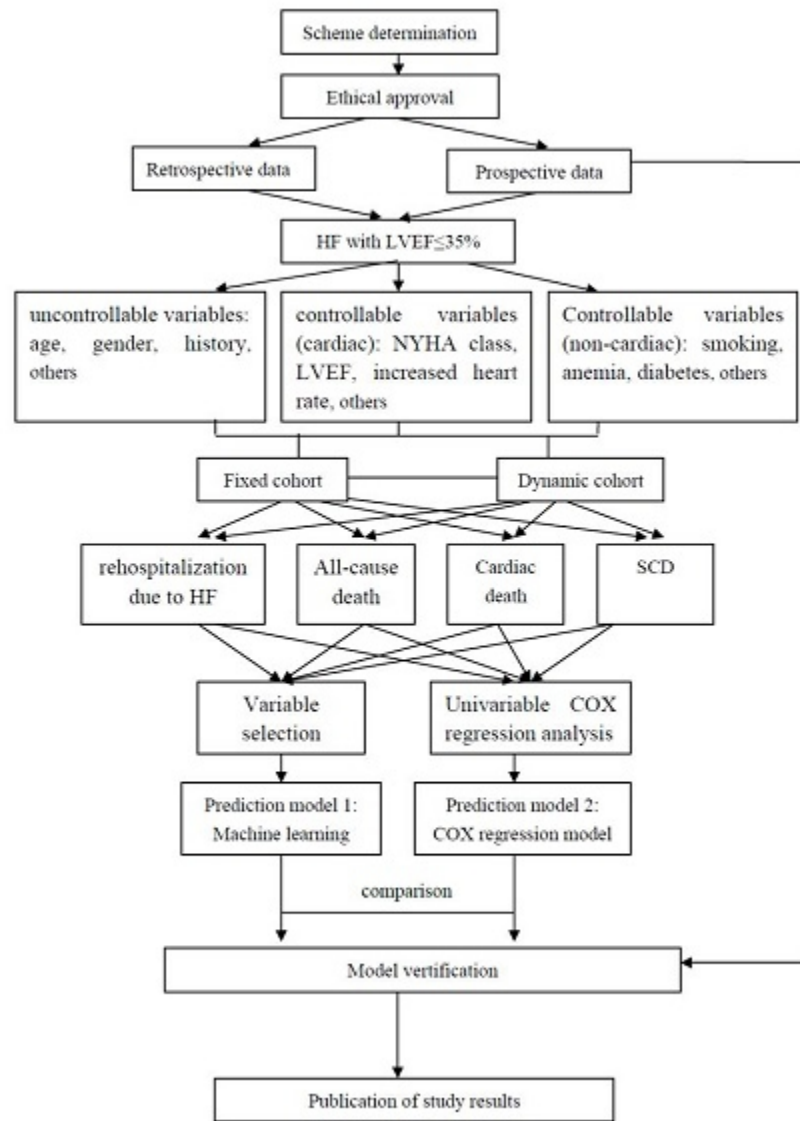 Scheme determination
Ethical approval
Retrospective data
Prospective data
HF with LVEF≤35%
uncontrollable variables:
age, gender, history,
others
controllable variables
(cardiac): NYHA class,
LVEF, increased heart
rate, others
Controllable variables
(non-cardiac): smoking,
anemia, diabetes, others
Fixed cohort
Dynamic cohort
rehospitalization
due to HF
All-cause
death
Cardiac
death
SCD
Variable
selection
Univariable COX
regression analysis
Prediction model 1:
Machine learning
Prediction model 2:
COX regression model
comparison
Model vertification
Publication of study results